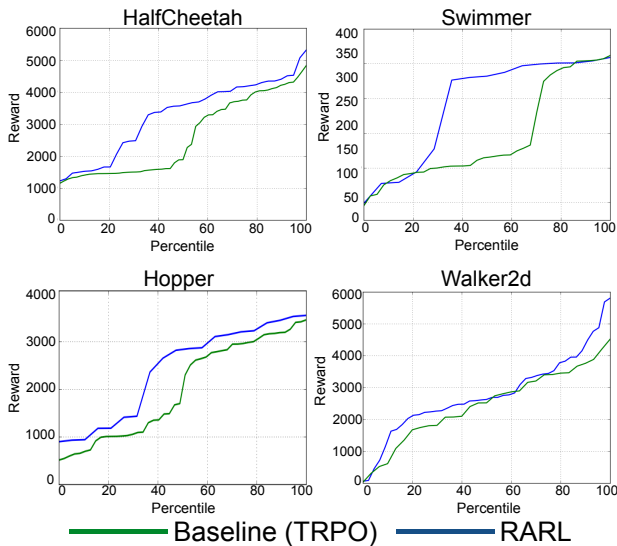 HalfCheetah
6000
5000
4000
3000
2000
1000
0
Reward
0 20 40 60 80 100
Percentile
Swimmer
400
350
300
250
150
100
50
0
Reward
0 20 40 60 80 100
Percentile
Hopper
4000
3000
2000
1000
0
Reward
0 20 40 60 80 100
Percentile
Walker2d
6000
5000
4000
3000
2000
1000
0
Reward
0 20 40 60 80 100
Percentile
Baseline (TRPO) RARL